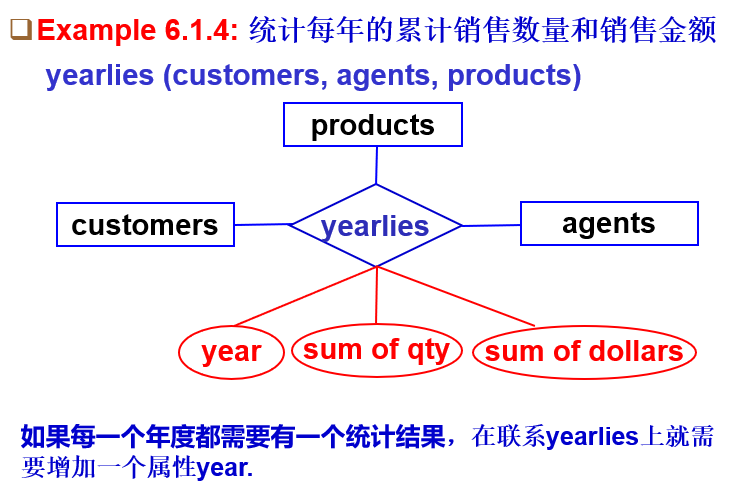 Example 6.1.4: 统计每年的累计销售数量和销售金额
yearlies (customers, agents, products)
products
customers
yearlies
agents
year
sum of qty
sum of dollars
如果每一个年度都需要有一个统计结果，在联系yearlies上就需
要增加一个属性year.